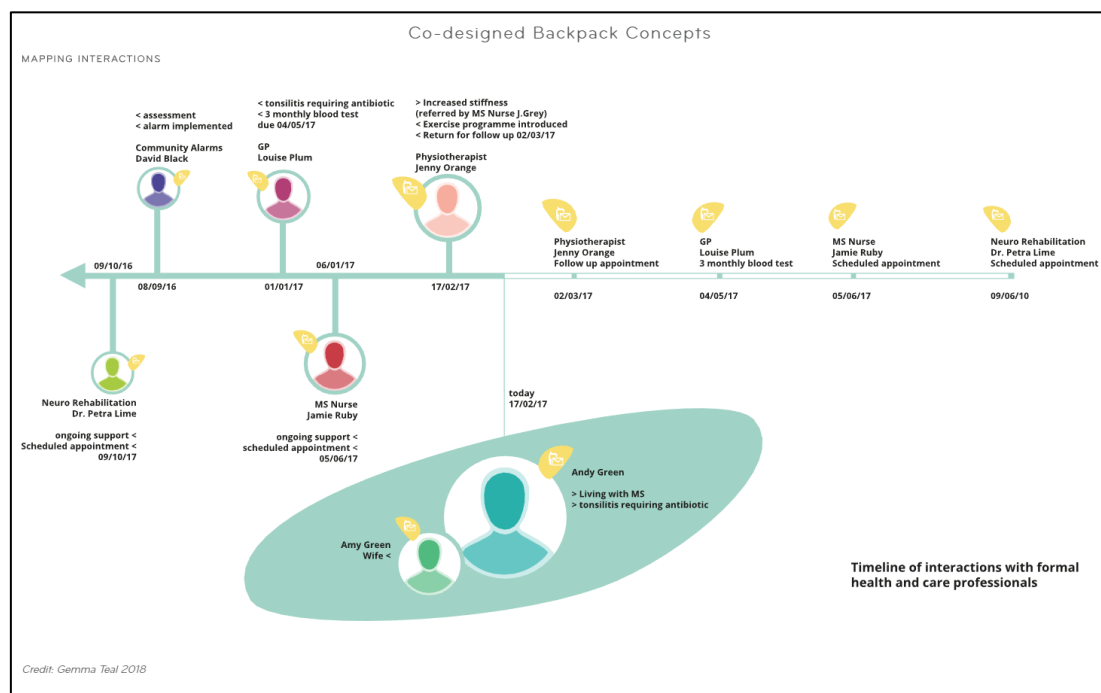 Co-designed Backpack Concepts
MAPPING INTERACTIONS
< assessment
< alarm implemented
Community Alarms
David Black
< tonsilitis requiring antibiotic
< 3 monthly blood test
due 04/05/17
GP
Louise Plum
> Increased stiffness
(referred by MS Nurse J.Grey)
< Exercise programme introduced
< Return for follow up 02/03/17
Physiotherapist
Jenny Orange
Physiotherapist
Jenny Orange
Follow up appointment
GP
Louise Plum
3 monthly blood test
MS Nurse
Jamie Ruby
Scheduled appointment
Neuro Rehabilitation
Dr. Petra Lime
Scheduled appointment
09/10/16
08/09/16
01/01/17
06/01/17
17/02/17
02/03/17
04/05/17
05/06/17
09/06/10
Neuro Rehabilitation
Dr. Petra Lime
ongoing support <
Scheduled appointment <
09/10/17
MS Nurse
Jamie Ruby
ongoing support <
scheduled appointment <
05/06/17
today
17/02/17
Andy Green
> Living with MS
> tonsilitis requiring antibiotic
Amy Green
Wife <
Timeline of interactions with formal
health and care professionals
Credit: Gemma Teal 2018